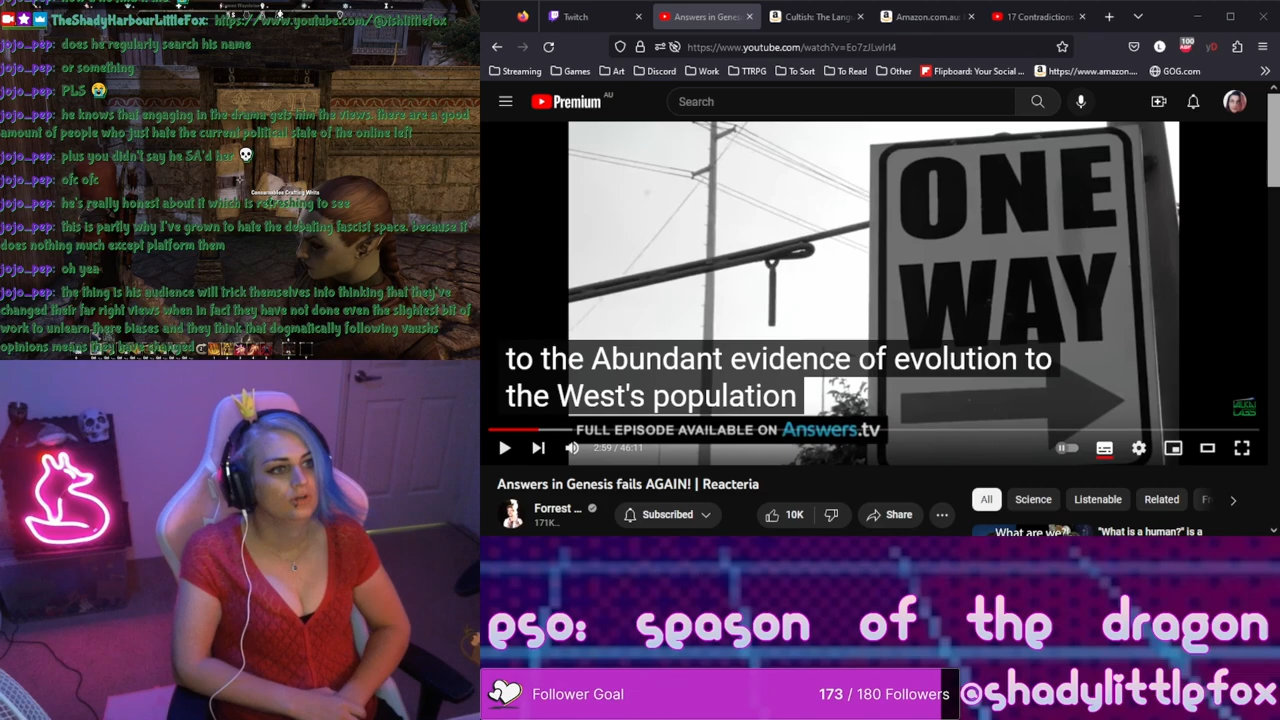 TheShadyHarbourLittleFox: https://www.youtube.com/@ishlittlefox
jojo_pep: does he regularly search his name
jojo_pep: or something
jojo_pep: PLS 😭
jojo_pep: he knows that engaging in the drama gets him the views. there are a good
amount of people who just hate the current political state of the online left
jojo_pep: plus you didn't say he SA'd her 💀
jojo_pep: ofc ofc
Consumables Crafting Writs
jojo_pep: he's really honest about it which is refreshing to see
jojo_pep: this is partly why I've grown to hate the debating fascist space. because it
does nothing much except platform them
jojo_pep: oh yea
jojo_pep: the thing is his audience will trick themselves into thinking that they've
changed their far right views when in fact they have not done even the slightest bit of
work to unlearn there biases and they think that dogmatically following vaushs
opinions means they have changed
Twitch
Answers in Genes
Cultish: The Lang
Amazon.com.au:
17 Contradictions
https://www.youtube.com/watch?v=Eo7zJLwIrI4
100
Streaming
Games
Art
Discord
Work
TTRPG
To Sort
To Read
Other
Flipboard: Your Social ...
https://www.amazon....
GOG.com
Premium AU
Search
ONE
WAY
to the Abundant evidence of evolution to
the West's population
FULL EPISODE AVAILABLE ON Answers.tv
2:59 / 46:11
Answers in Genesis fails AGAIN! | Reacteria
Forrest ...
171K...
Subscribed
10K
Share
All
Science
Listenable
Related
What are we?!
"What is a human?" is a
eso: season of the dragon
Follower Goal
173 / 180 Followers
@shadylittlefox